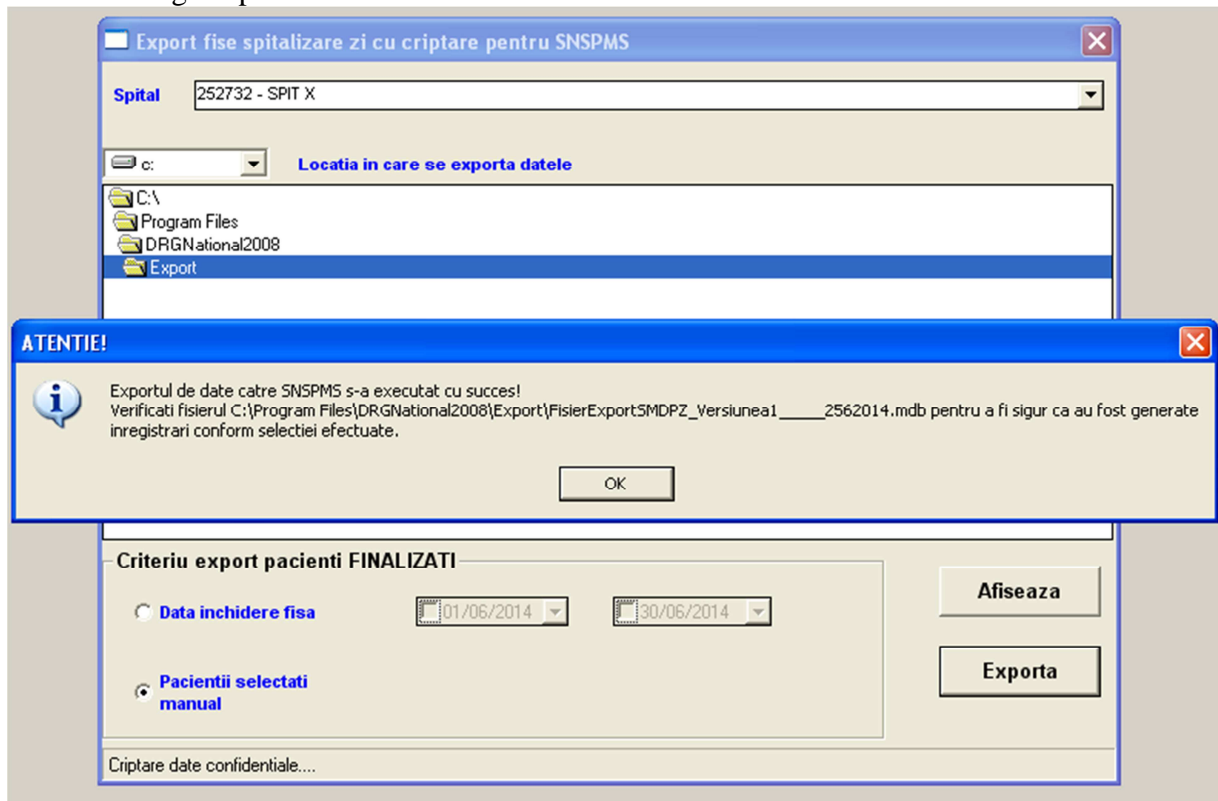 Export fise spitalizare zi cu criptare pentru SNSPMS
Spital 252732 - SPIT X
c: Locatia in care se exporta datele
C:\
Program Files
DRGNational2008
Export
ATENTIE!
Exportul de date catre SNSPMS s-a executat cu succes!
Verificati fisierul C:\Program Files\DRGNational2008\Export\FisierExportSMDPZ_Versiunea1_____2562014.mdb pentru a fi sigur ca au fost generate
inregistrari conform selectiei efectuate.
OK
Criteriu export pacienti FINALIZATI
Data inchidere fisa 01/06/2014 30/06/2014
Afiseaza
Pacientii selectati
manual
Exporta
Criptare date confidentiale....